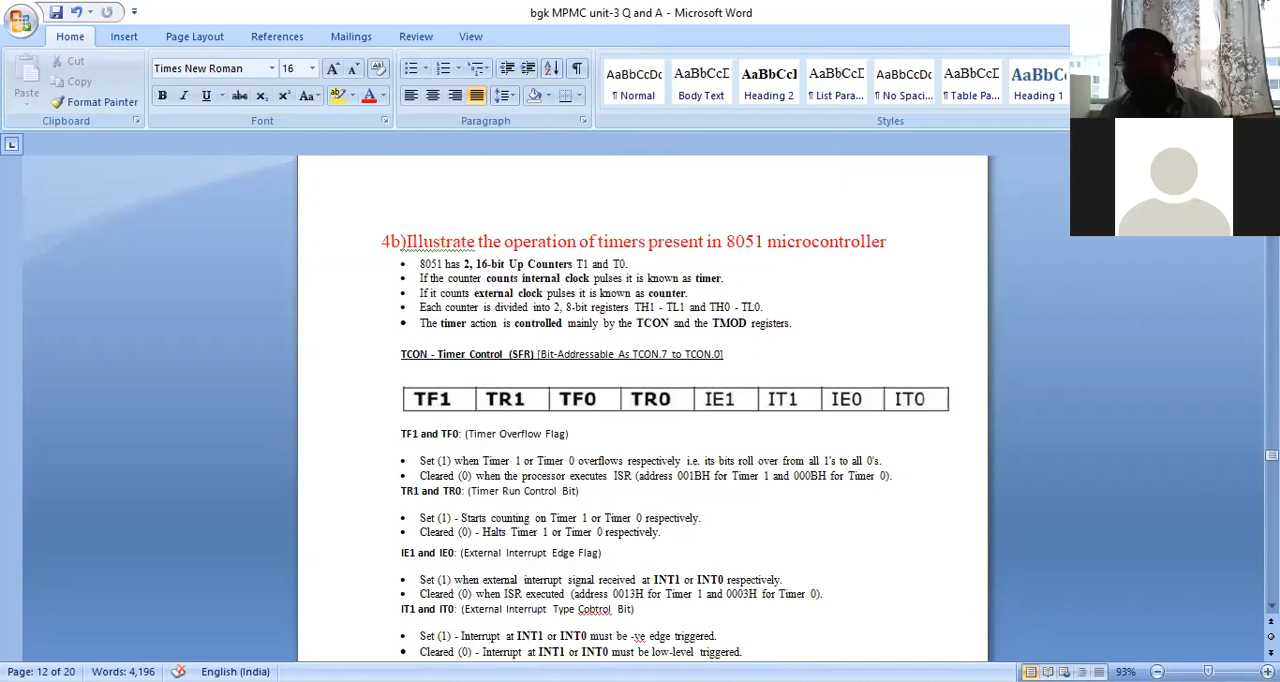 bgk MPMC unit-3 Q and A - Microsoft Word
Home Insert Page Layout References Mailings Review View
Cut
Copy
Paste
Format Painter
Times New Roman 16
AaBbCcDc AaBbCcI AaBbCcI AaBbCcI AaBbCcDc AaBbCcI AaBbC
¶ Normal Body Text Heading 2 ¶ List Para... ¶ No Spaci... ¶ Table Pa... Heading 1
Clipboard Font Paragraph Styles
4b)Illustrate the operation of timers present in 8051 microcontroller
• 8051 has 2, 16-bit Up Counters T1 and T0.
• If the counter counts internal clock pulses it is known as timer.
• If it counts external clock pulses it is known as counter.
• Each counter is divided into 2, 8-bit registers TH1 - TL1 and TH0 - TL0.
• The timer action is controlled mainly by the TCON and the TMOD registers.
TCON - Timer Control (SFR) [Bit-Addressable As TCON.7 to TCON.0]
TF1 TR1 TF0 TR0 IE1 IT1 IE0 IT0
TF1 and TF0: (Timer Overflow Flag)
• Set (1) when Timer 1 or Timer 0 overflows respectively i.e. its bits roll over from all 1's to all 0's.
• Cleared (0) when the processor executes ISR (address 001BH for Timer 1 and 000BH for Timer 0).
TR1 and TR0: (Timer Run Control Bit)
• Set (1) - Starts counting on Timer 1 or Timer 0 respectively.
• Cleared (0) - Halts Timer 1 or Timer 0 respectively.
IE1 and IE0: (External Interrupt Edge Flag)
• Set (1) when external interrupt signal received at INT1 or INT0 respectively.
• Cleared (0) when ISR executed (address 0013H for Timer 1 and 0003H for Timer 0).
IT1 and IT0: (External Interrupt Type Cobtrol Bit)
• Set (1) - Interrupt at INT1 or INT0 must be -ve edge triggered.
• Cleared (0) - Interrupt at INT1 or INT0 must be low-level triggered.
Page: 12 of 20 Words: 4,196 English (India) 93%